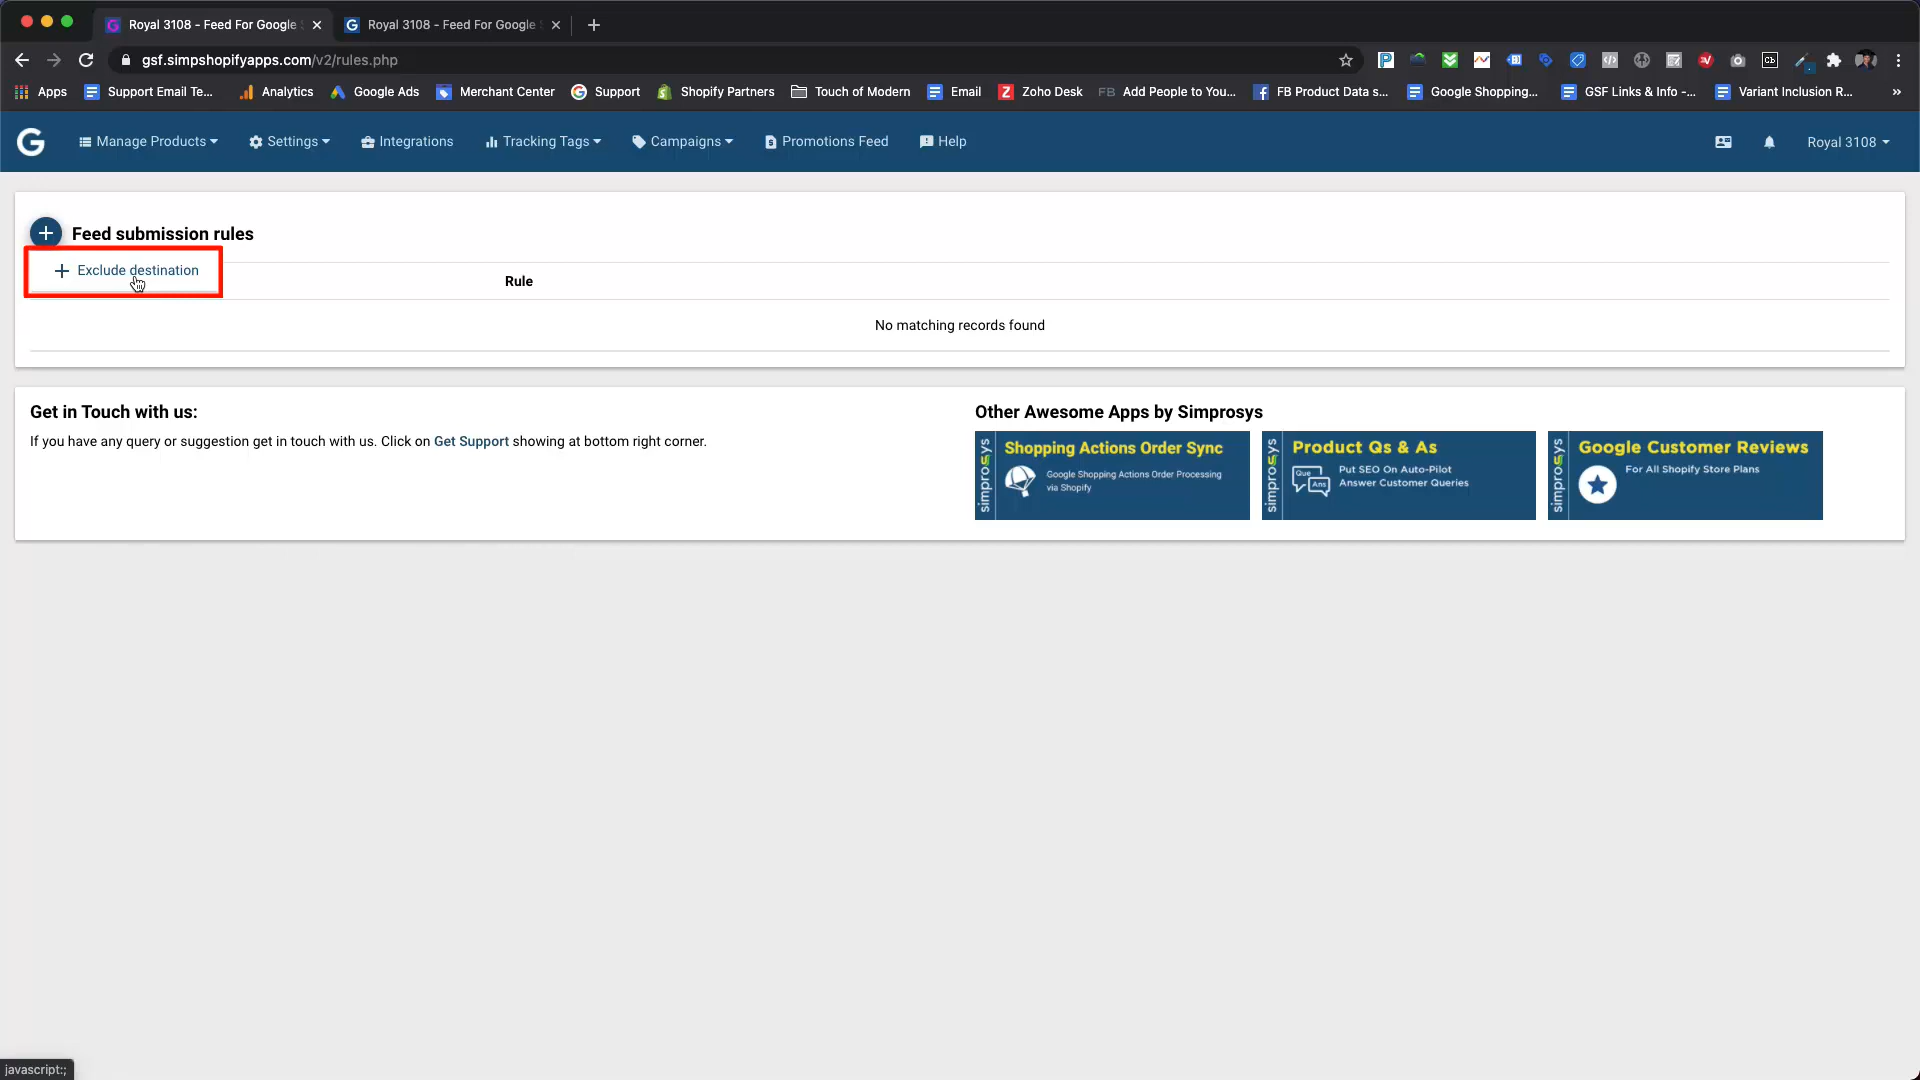 Royal 3108 - Feed For Google
Royal 3108 - Feed For Google
gsf.simpshopifyapps.com/v2/rules.php
Apps
Support Email Te...
Analytics
Google Ads
Merchant Center
Support
Shopify Partners
Touch of Modern
Email
Zoho Desk
FB Add People to You...
FB Product Data s...
Google Shopping...
GSF Links & Info -...
Variant Inclusion R...
»
Manage Products
Settings
Integrations
Tracking Tags
Campaigns
Promotions Feed
Help
Royal 3108
Feed submission rules
Exclude destination
Rule
No matching records found
Get in Touch with us:
If you have any query or suggestion get in touch with us. Click on Get Support showing at bottom right corner.
Other Awesome Apps by Simprosys
simprosys
Shopping Actions Order Sync
Google Shopping Actions Order Processing
via Shopify
simprosys
Product Qs & As
Que
Ans
Put SEO On Auto-Pilot
Answer Customer Queries
simprosys
Google Customer Reviews
For All Shopify Store Plans
javascript:;